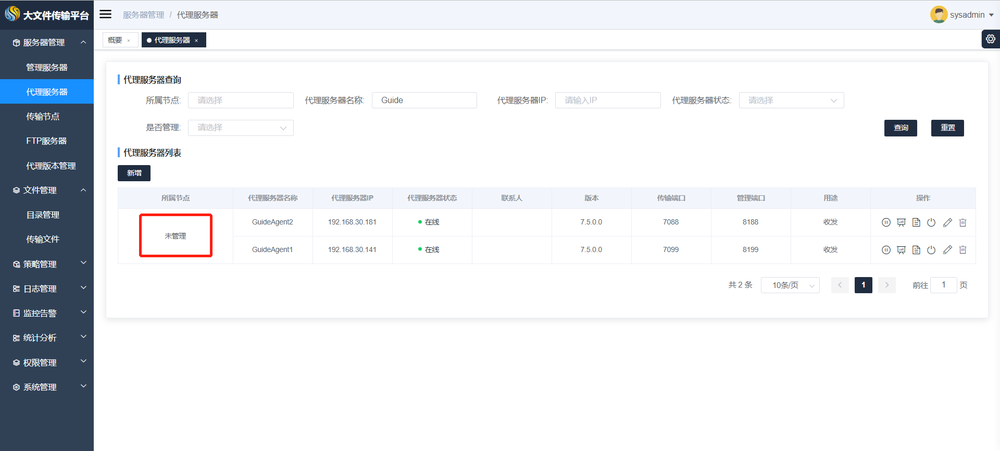 大文件传输平台
服务器管理 / 代理服务器
sysadmin
概要 ×
代理服务器 ×
服务器管理
管理服务器
代理服务器
传输节点
FTP服务器
代理版本管理
文件管理
目录管理
传输文件
策略管理
日志管理
监控告警
统计分析
权限管理
系统管理
代理服务器查询
所属节点: 请选择 代理服务器名称: Guide 代理服务器IP: 请输入IP 代理服务器状态: 请选择
是否管理: 请选择 查询 重置
代理服务器列表
新增
所属节点 代理服务器名称 代理服务器IP 代理服务器状态 联系人 版本 传输端口 管理端口 用途 操作
未管理
GuideAgent2 192.168.30.181 在线 7.5.0.0 7088 8188 收发
GuideAgent1 192.168.30.141 在线 7.5.0.0 7099 8199 收发
共 2 条 10条/页 1 前往 1 页